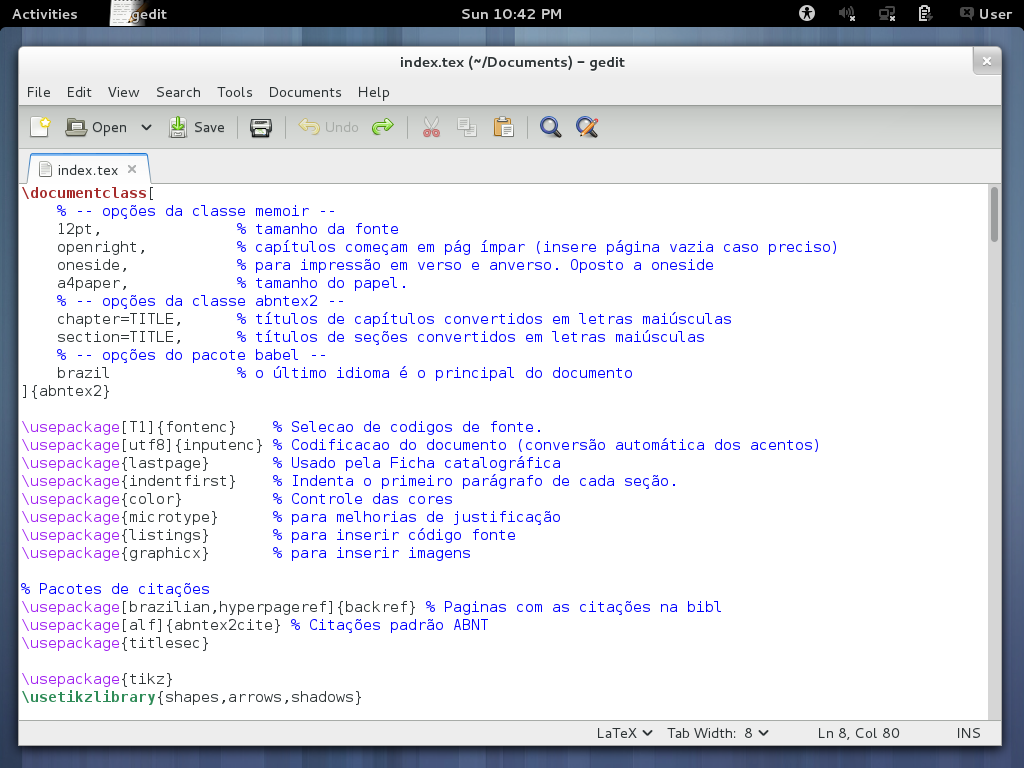 Activities gedit Sun 10:42 PM User
index.tex (~/Documents) - gedit
File Edit View Search Tools Documents Help
Open Save Undo
index.tex
\documentclass[
    % -- opções da classe memoir --
    12pt,               % tamanho da fonte
    openright,          % capítulos começam em pág ímpar (insere página vazia caso preciso)
    oneside,            % para impressão em verso e anverso. Oposto a oneside
    a4paper,            % tamanho do papel.
    % -- opções da classe abntex2 --
    chapter=TITLE,      % títulos de capítulos convertidos em letras maiúsculas
    section=TITLE,      % títulos de seções convertidos em letras maiúsculas
    % -- opções do pacote babel --
    brazil              % o último idioma é o principal do documento
]{abntex2}

\usepackage[T1]{fontenc}    % Selecao de codigos de fonte.
\usepackage[utf8]{inputenc} % Codificacao do documento (conversão automática dos acentos)
\usepackage{lastpage}       % Usado pela Ficha catalográfica
\usepackage{indentfirst}    % Indenta o primeiro parágrafo de cada seção.
\usepackage{color}          % Controle das cores
\usepackage{microtype}      % para melhorias de justificação
\usepackage{listings}       % para inserir código fonte
\usepackage{graphicx}       % para inserir imagens

% Pacotes de citações
\usepackage[brazilian,hyperpageref]{backref} % Paginas com as citações na bibl
\usepackage[alf]{abntex2cite} % Citações padrão ABNT
\usepackage{titlesec}

\usepackage{tikz}
\usetikzlibrary{shapes,arrows,shadows}
LaTeX Tab Width: 8 Ln 8, Col 80 INS